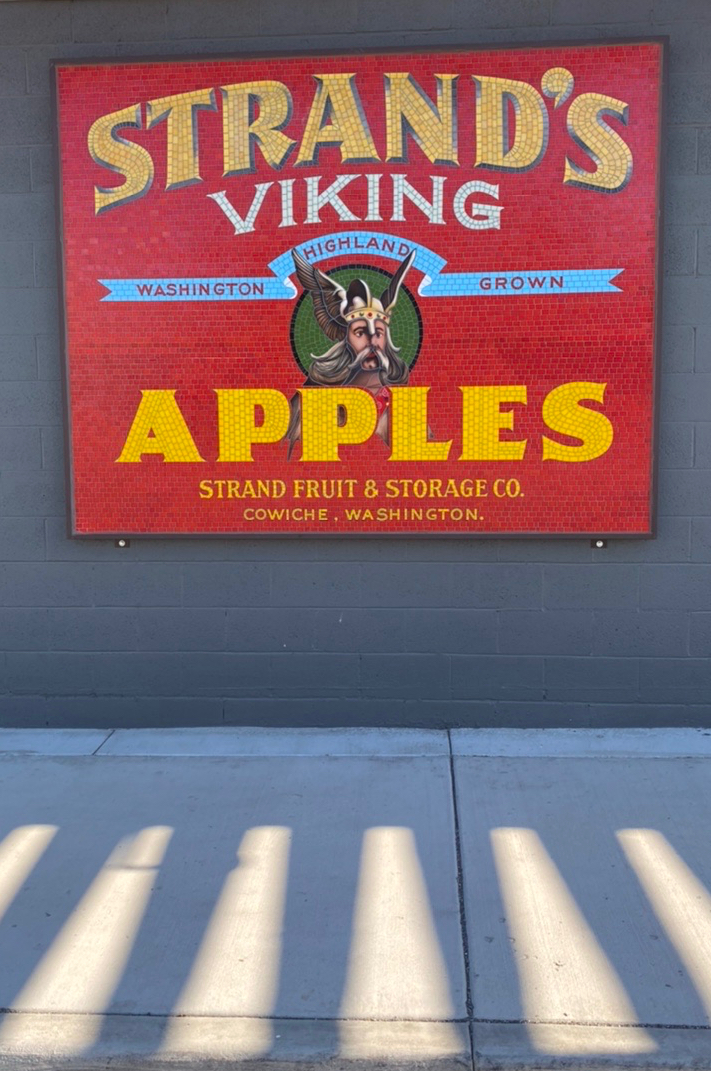 STRAND'S
VIKING
HIGHLAND
WASHINGTON GROWN
APPLES
STRAND FRUIT & STORAGE CO.
COWICHE, WASHINGTON.